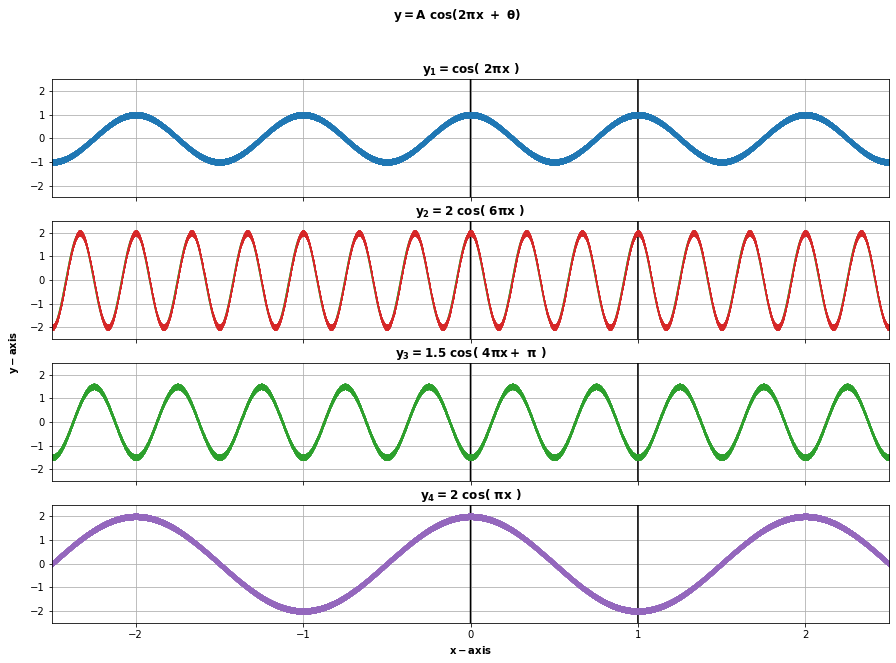 y = A cos(2πx + θ)
y₁ = cos( 2πx )
2
1
0
−1
−2
y₂ = 2 cos( 6πx )
2
1
0
−1
−2
y − axis
y₃ = 1.5 cos( 4πx + π )
2
1
0
−1
−2
y₄ = 2 cos( πx )
2
1
0
−1
−2
−2 −1 0 1 2
x − axis